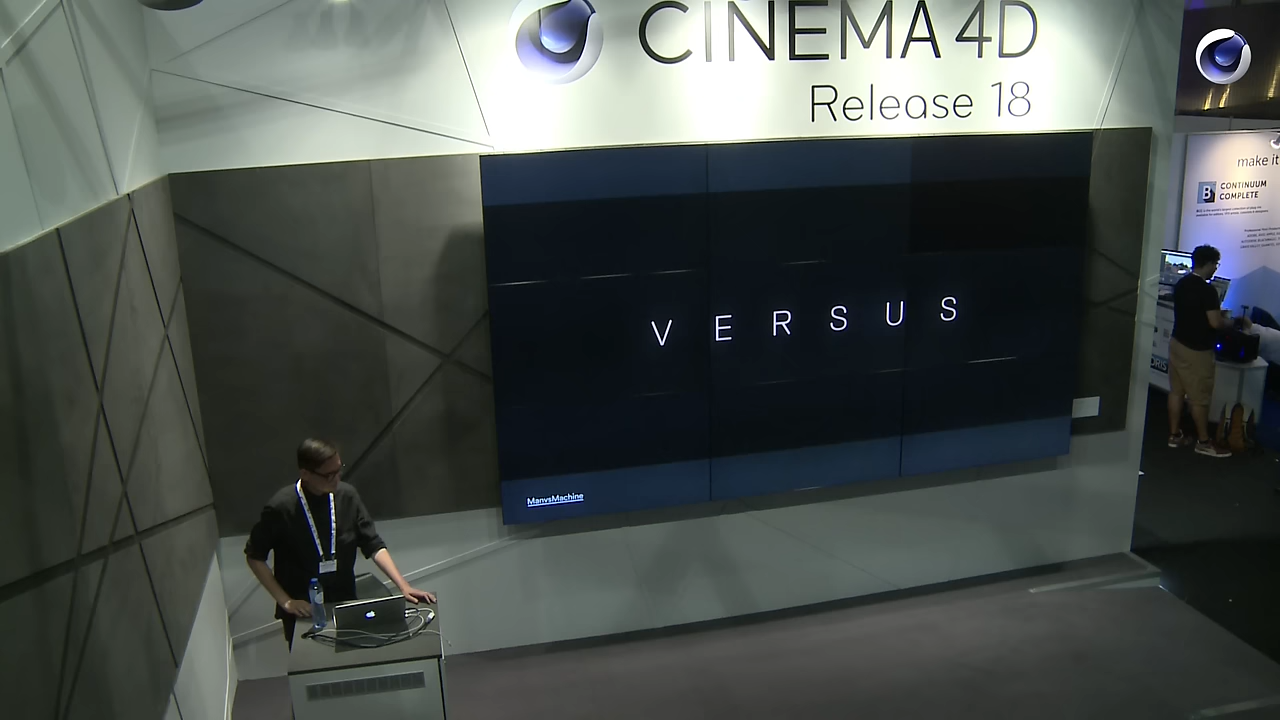 CINEMA 4D
Release 18
VERSUS
ManvsMachine
make it
CONTINUUM
COMPLETE